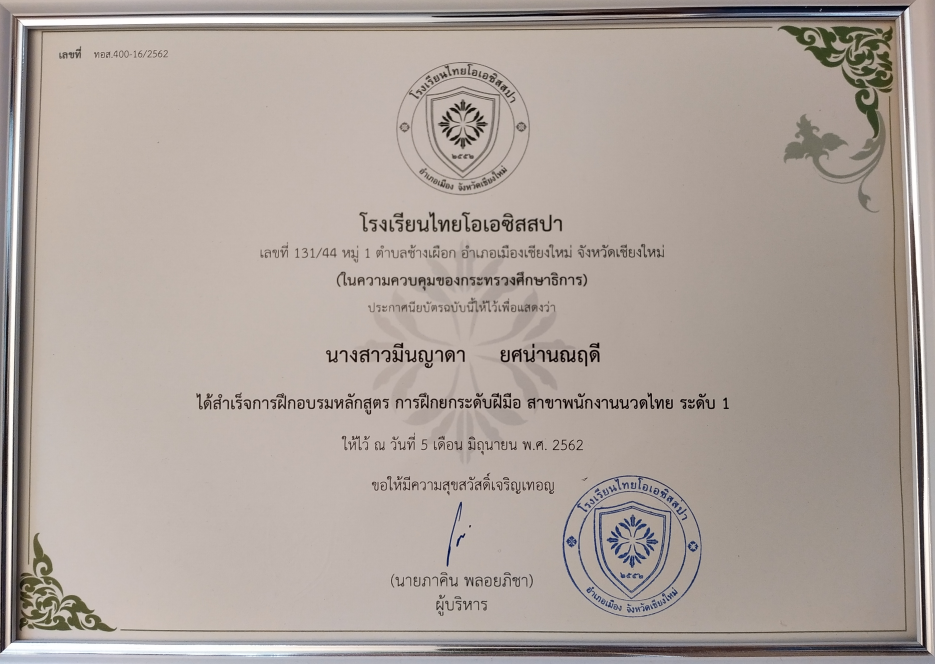 เลขที่ ทอส.400-16/2562
โรงเรียนไทยโอเอซิสสปา
๒๕๕๒
อำเภอเมือง จังหวัดเชียงใหม่
โรงเรียนไทยโอเอซิสสปา
เลขที่ 131/44 หมู่ 1 ตำบลช้างเผือก อำเภอเมืองเชียงใหม่ จังหวัดเชียงใหม่
(ในความควบคุมของกระทรวงศึกษาธิการ)
ประกาศนียบัตรฉบับนี้ให้ไว้เพื่อแสดงว่า
นางสาวมีนญาดา ยศน่านณฤดี
ได้สำเร็จการฝึกอบรมหลักสูตร การฝึกยกระดับฝีมือ สาขาพนักงานนวดไทย ระดับ 1
ให้ไว้ ณ วันที่ 5 เดือน มิถุนายน พ.ศ. 2562
ขอให้มีความสุขสวัสดิ์เจริญเทอญ
(นายภาคิน พลอยภิชา)
ผู้บริหาร
โรงเรียนไทยโอเอซิสสปา
๒๕๕๒
อำเภอเมือง จังหวัดเชียงใหม่